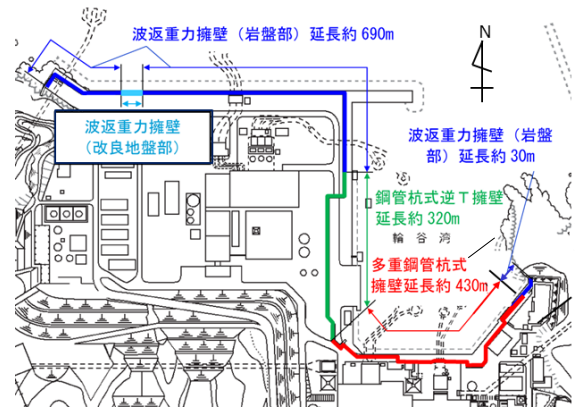 波返重力擁壁（岩盤部）延長約 690m
N
波返重力擁壁
（改良地盤部）
波返重力擁壁（岩盤
部）延長約 30m
鋼管杭式逆Ｔ擁壁
延長約 320m
輪谷湾
多重鋼管杭式
擁壁延長約 430m